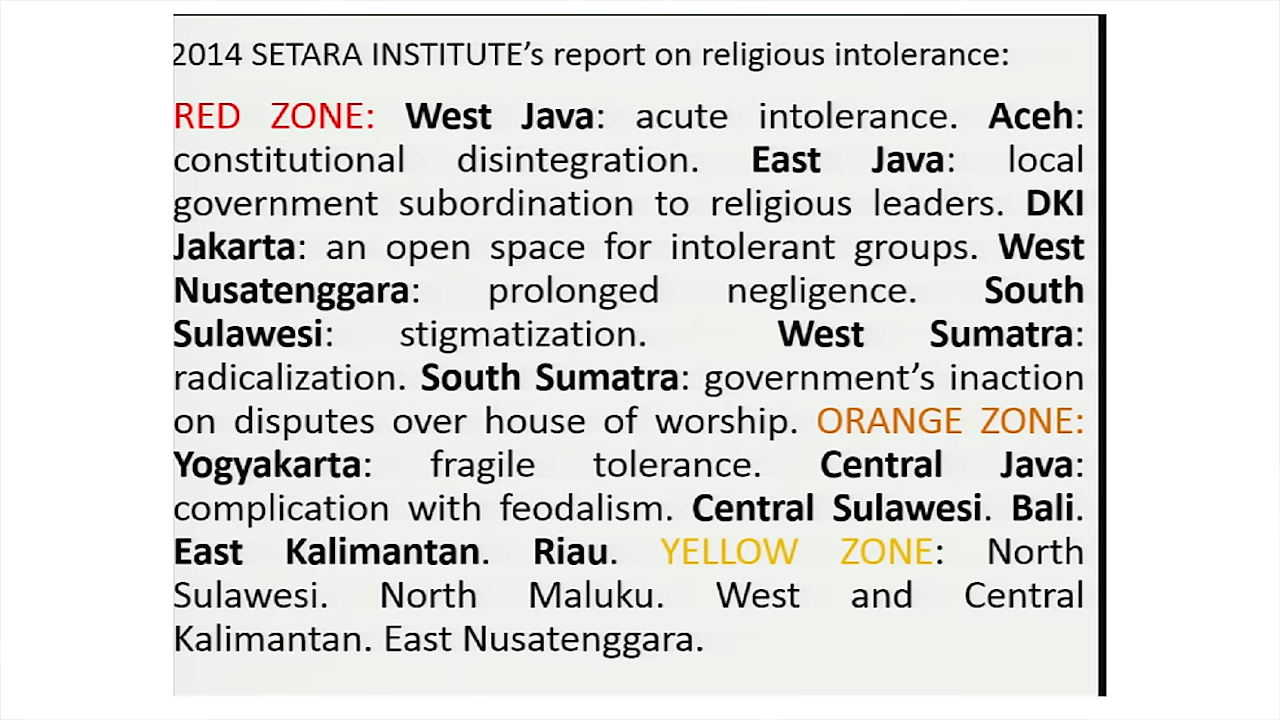 2014 SETARA INSTITUTE’s report on religious intolerance:
RED ZONE: West Java: acute intolerance. Aceh:
constitutional disintegration. East Java: local
government subordination to religious leaders. DKI
Jakarta: an open space for intolerant groups. West
Nusatenggara: prolonged negligence. South
Sulawesi: stigmatization. West Sumatra:
radicalization. South Sumatra: government’s inaction
on disputes over house of worship. ORANGE ZONE:
Yogyakarta: fragile tolerance. Central Java:
complication with feodalism. Central Sulawesi. Bali.
East Kalimantan. Riau. YELLOW ZONE: North
Sulawesi. North Maluku. West and Central
Kalimantan. East Nusatenggara.